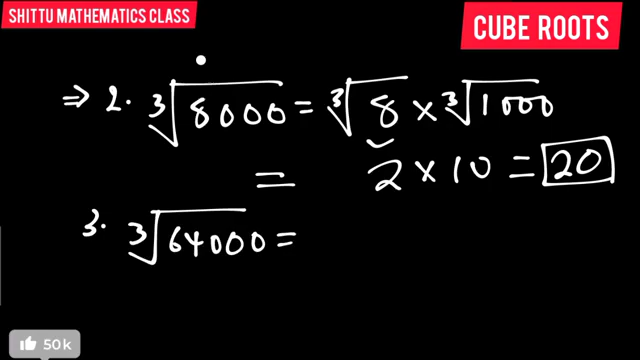 SHITTU MATHEMATICS CLASS
CUBE ROOTS
⇒ 2. ∛8000 = ∛8 × ∛1000
= 2 × 10 = 20
3. ∛64000 =
50k